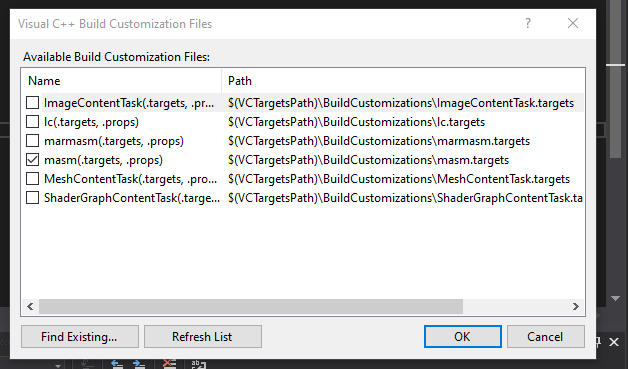 Visual C++ Build Customization Files
Available Build Customization Files:
Name Path
ImageContentTask(.targets, .pr... $(VCTargetsPath)\BuildCustomizations\ImageContentTask.targets
lc(.targets, .props) $(VCTargetsPath)\BuildCustomizations\lc.targets
marmasm(.targets, .props) $(VCTargetsPath)\BuildCustomizations\marmasm.targets
masm(.targets, .props) $(VCTargetsPath)\BuildCustomizations\masm.targets
MeshContentTask(.targets, .pro... $(VCTargetsPath)\BuildCustomizations\MeshContentTask.targets
ShaderGraphContentTask(.targe... $(VCTargetsPath)\BuildCustomizations\ShaderGraphContentTask.ta
Find Existing... Refresh List OK Cancel